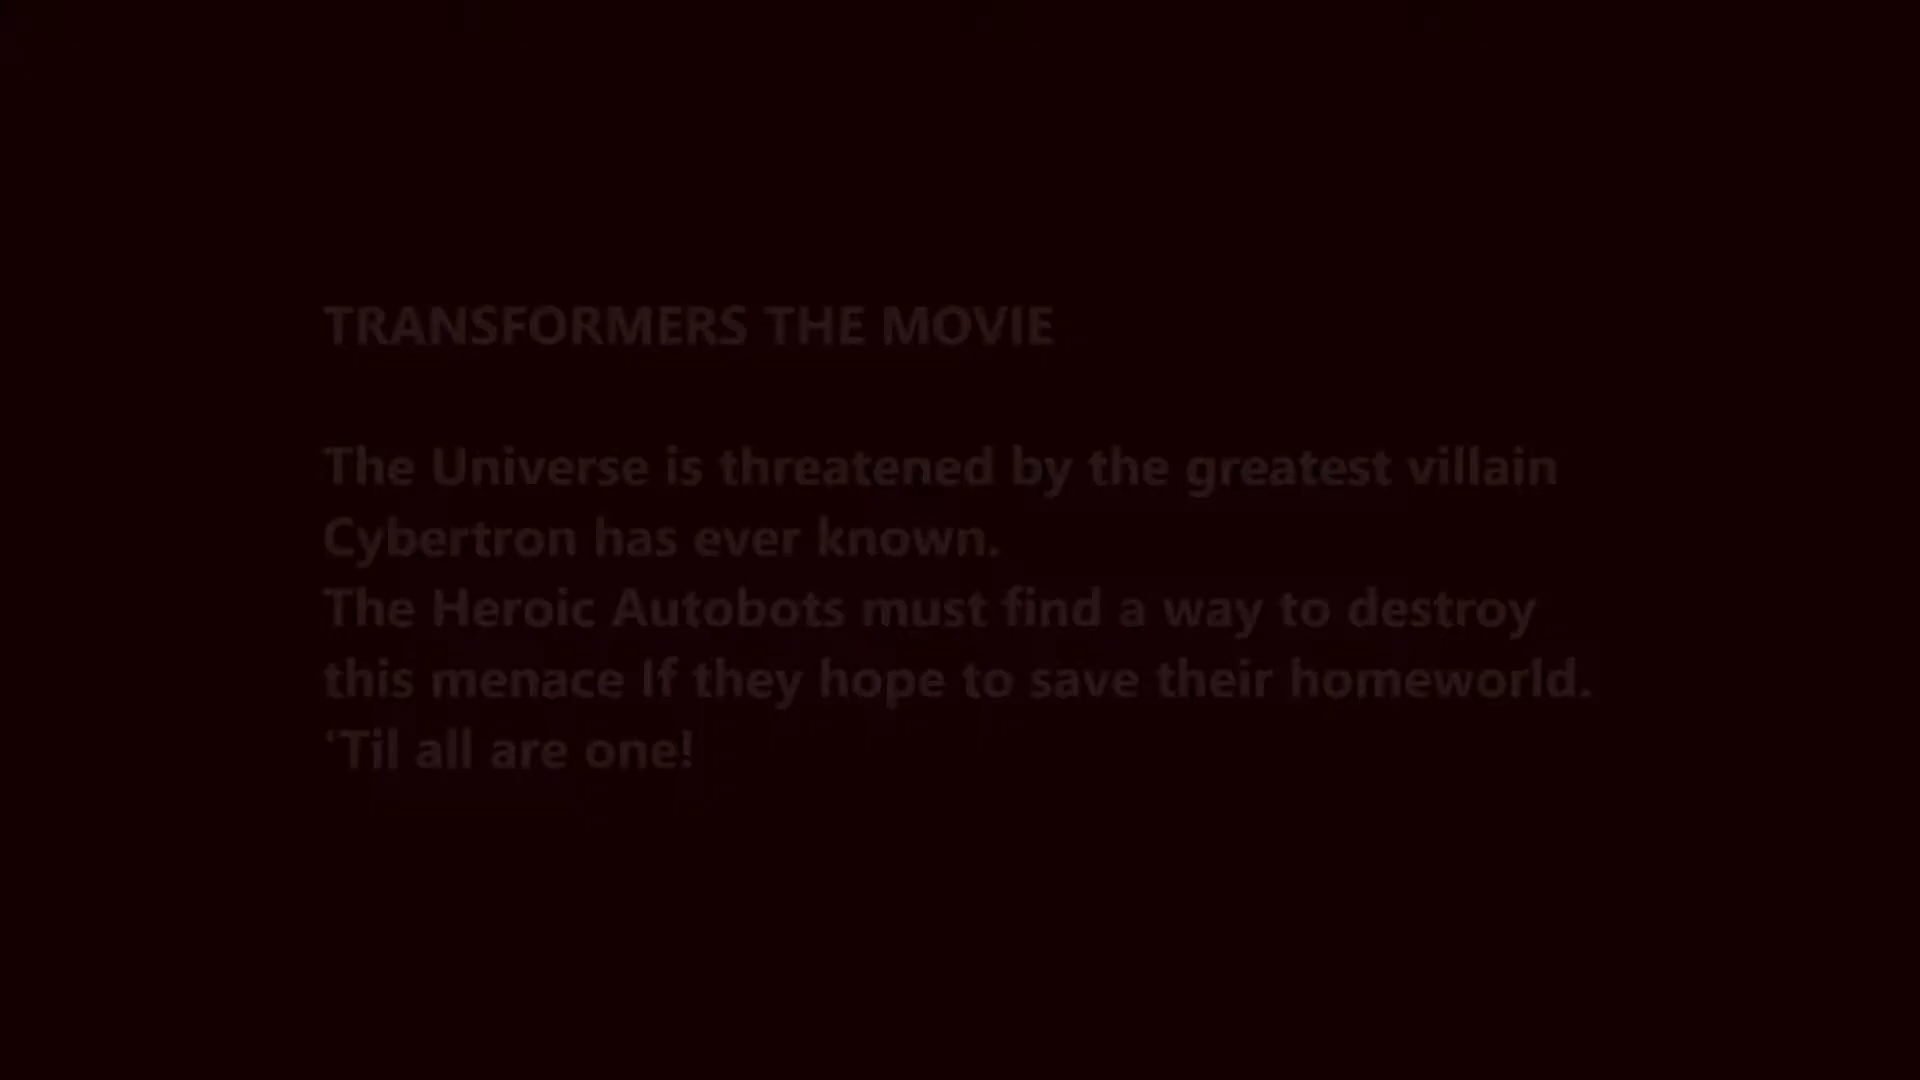 TRANSFORMERS THE MOVIE
The Universe is threatened by the greatest villain
Cybertron has ever known.
The Heroic Autobots must find a way to destroy
this menace If they hope to save their homeworld.
‘Til all are one!